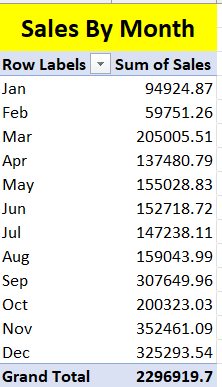 Sales By Month
Row Labels Sum of Sales
Jan 94924.87
Feb 59751.26
Mar 205005.51
Apr 137480.79
May 155028.83
Jun 152718.72
Jul 147238.11
Aug 159043.99
Sep 307649.96
Oct 200323.03
Nov 352461.09
Dec 325293.54
Grand Total 2296919.7